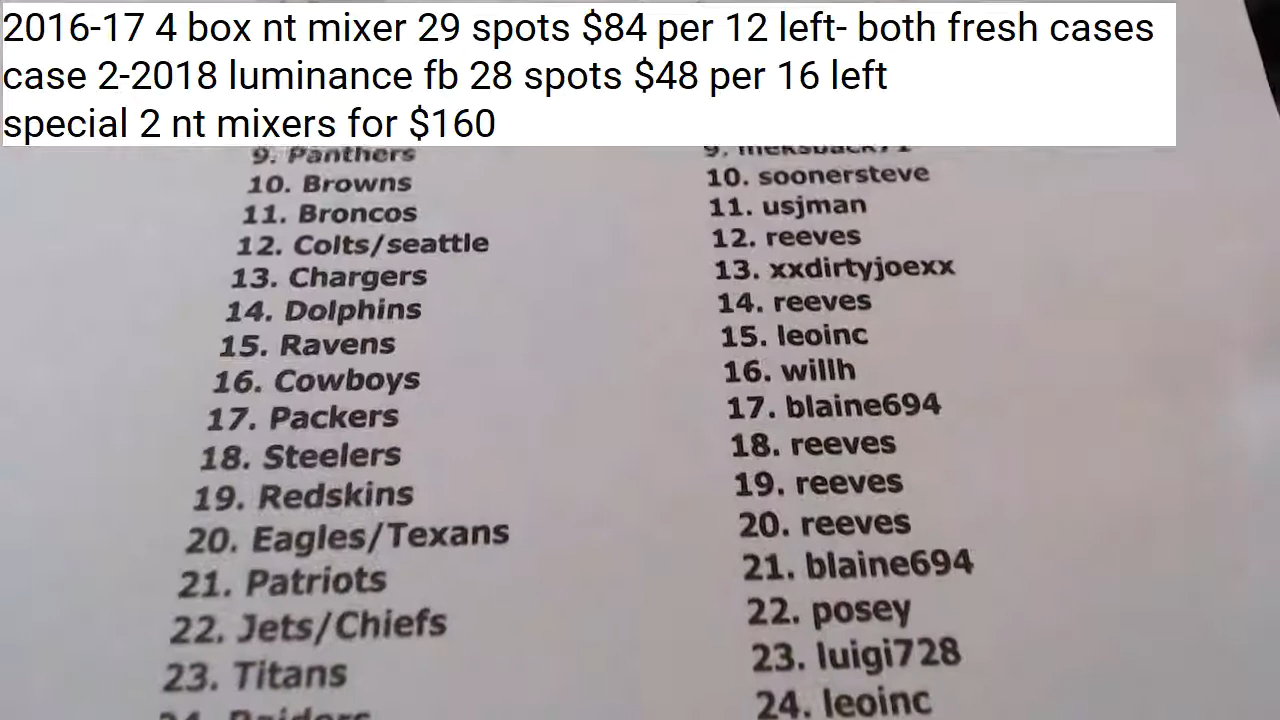 2016-17 4 box nt mixer 29 spots $84 per 12 left- both fresh cases
case 2-2018 luminance fb 28 spots $48 per 16 left
special 2 nt mixers for $160
9. Panthers
10. Browns
11. Broncos
12. Colts/seattle
13. Chargers
14. Dolphins
15. Ravens
16. Cowboys
17. Packers
18. Steelers
19. Redskins
20. Eagles/Texans
21. Patriots
22. Jets/Chiefs
23. Titans
24. Raiders
9.
10. soonersteve
11. usjman
12. reeves
13. xxdirtyjoexx
14. reeves
15. leoinc
16. willh
17. blaine694
18. reeves
19. reeves
20. reeves
21. blaine694
22. posey
23. luigi728
24. leoinc